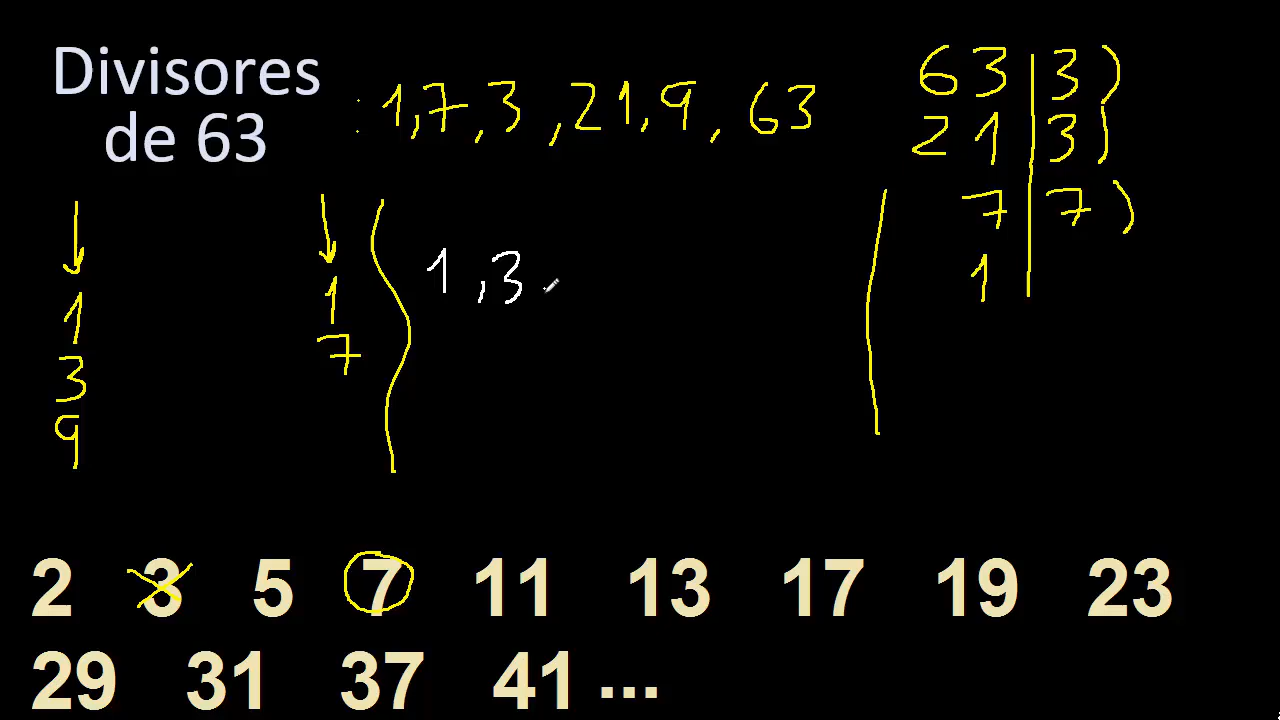 Divisores
de 63
: 1, 7, 3, 21, 9, 63
63 | 3)
21 | 3)
7 | 7)
1
1
3
9
1
7
1, 3
2 3 5 7 11 13 17 19 23
29 31 37 41 ...